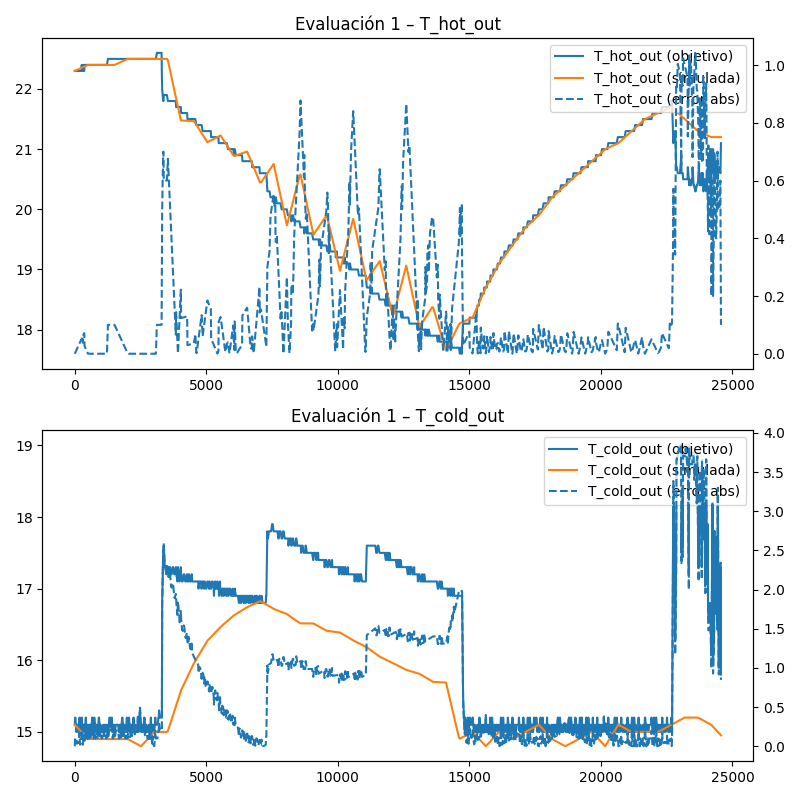 Evaluación 1 – T_hot_out
T_hot_out (objetivo)
T_hot_out (simulada)
T_hot_out (error abs)
22
21
20
19
18
1.0
0.8
0.6
0.4
0.2
0.0
0 5000 10000 15000 20000 25000
Evaluación 1 – T_cold_out
T_cold_out (objetivo)
T_cold_out (simulada)
T_cold_out (error abs)
19
18
17
16
15
4.0
3.5
3.0
2.5
2.0
1.5
1.0
0.5
0.0
0 5000 10000 15000 20000 25000